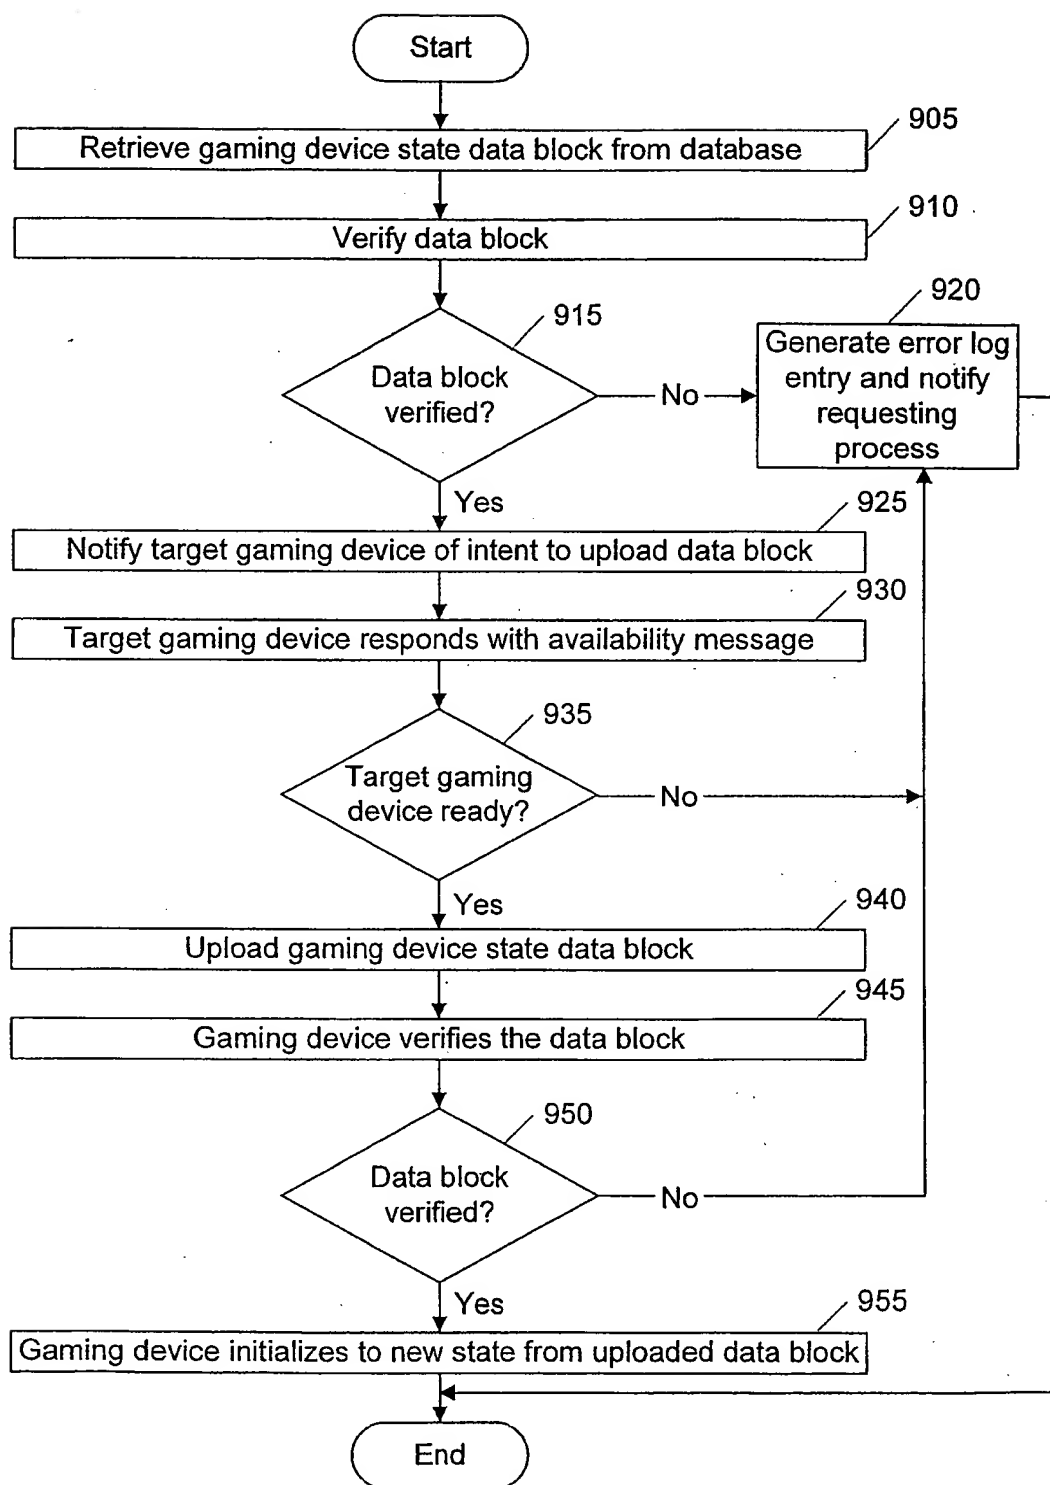 Start
905
Retrieve gaming device state data block from database
910
Verify data block
915
Data block
verified?
No
920
Generate error log
entry and notify
requesting
process
Yes
925
Notify target gaming device of intent to upload data block
930
Target gaming device responds with availability message
935
Target gaming
device ready?
No
Yes
940
Upload gaming device state data block
945
Gaming device verifies the data block
950
Data block
verified?
No
Yes
955
Gaming device initializes to new state from uploaded data block
End